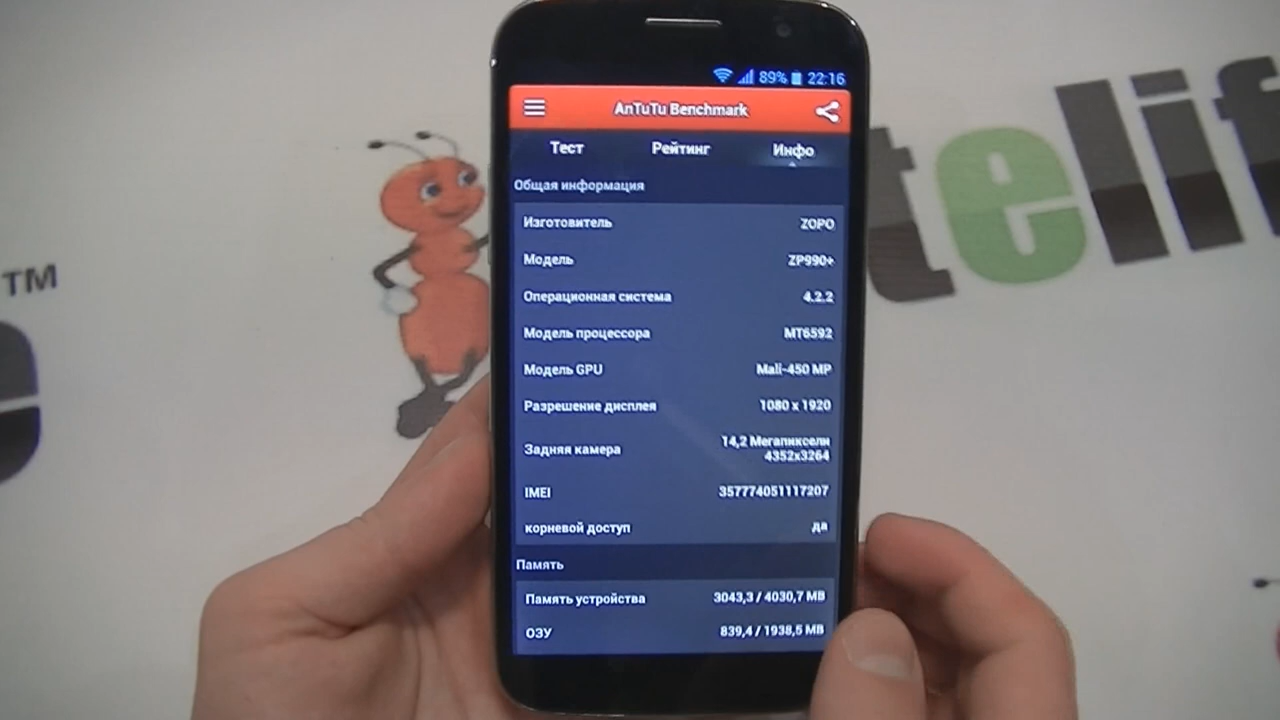 89% 22:16
AnTuTu Benchmark
Тест Рейтинг Инфо
Общая информация
Изготовитель ZOPO
Модель ZP990+
Операционная система 4.2.2
Модель процессора MT6592
Модель GPU Mali-450 MP
Разрешение дисплея 1080 x 1920
Задняя камера 14,2 Мегапиксели
4352x3264
IMEI 357774051117207
корневой доступ да
Память
Память устройства 3043,3 / 4030,7 MB
ОЗУ 839,4 / 1938,5 MB
TM
e
telif